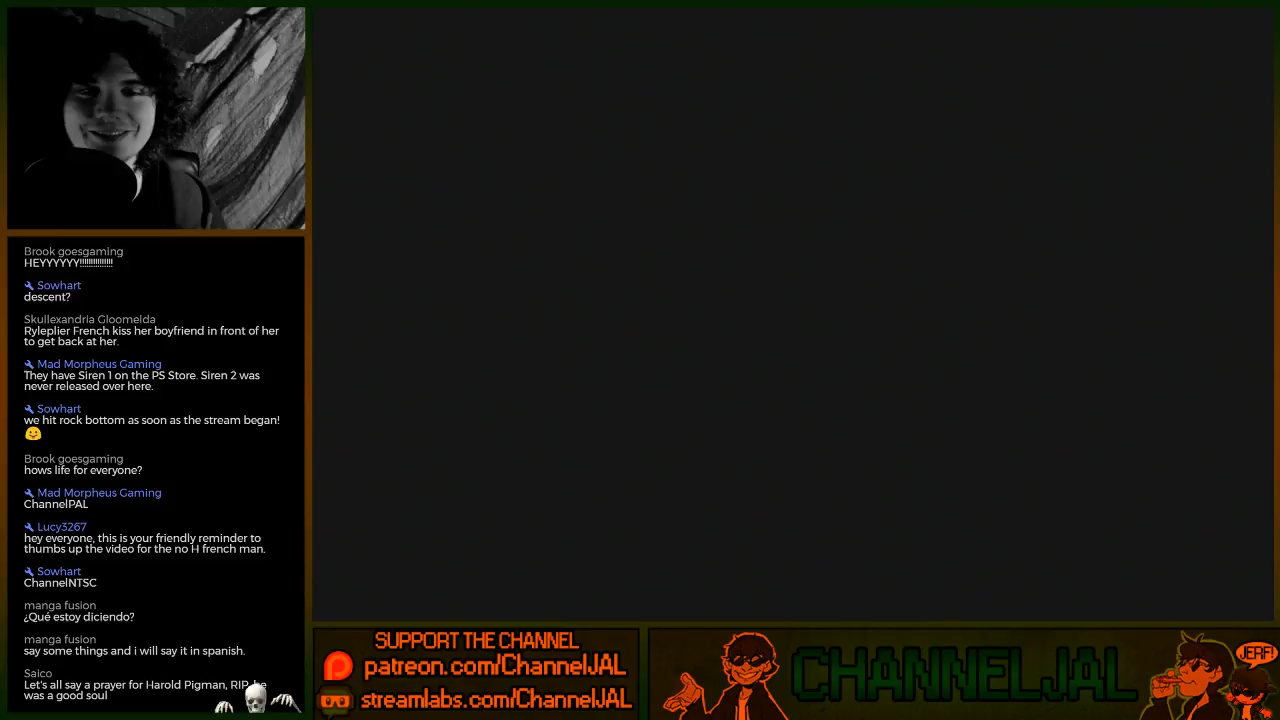 Brook goesgaming
HEYYYYYY!!!!!!!!!!!!!!!
Sowhart
descent?
Skullexandria Gloomelda
Ryleplier French kiss her boyfriend in front of her
to get back at her.
Mad Morpheus Gaming
They have Siren 1 on the PS Store. Siren 2 was
never released over here.
Sowhart
we hit rock bottom as soon as the stream began!
Brook goesgaming
hows life for everyone?
Mad Morpheus Gaming
ChannelPAL
Lucy3267
hey everyone, this is your friendly reminder to
thumbs up the video for the no H french man.
Sowhart
ChannelNTSC
manga fusion
¿Qué estoy diciendo?
manga fusion
say some things and i will say it in spanish.
Saico
Let's all say a prayer for Harold Pigman, RIP, he
was a good soul
SUPPORT THE CHANNEL
patreon.com/ChannelJAL
streamlabs.com/ChannelJAL
CHANNELJAL
JERF!